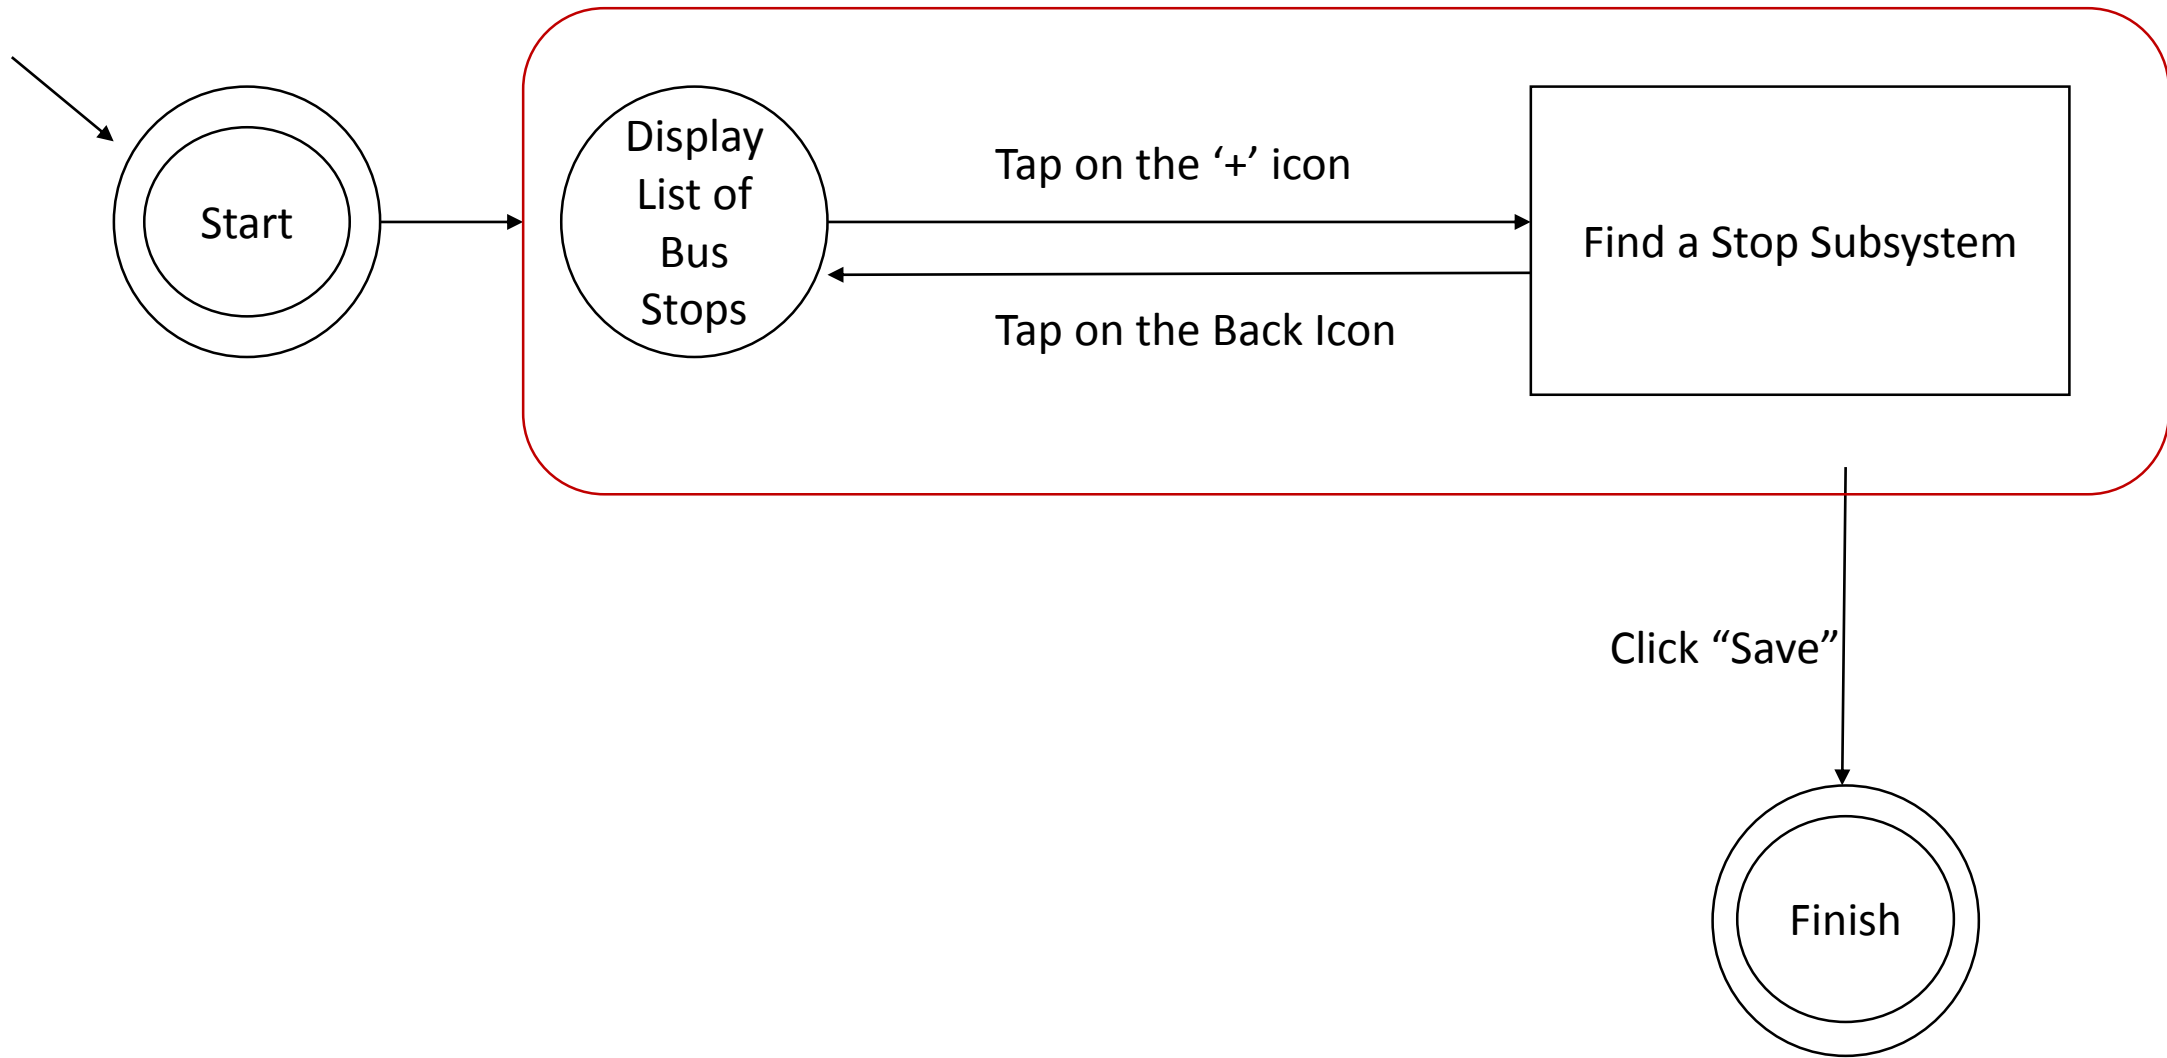 Start
Display
List of
Bus
Stops
Tap on the ‘+’ icon
Tap on the Back Icon
Find a Stop Subsystem
Click “Save”
Finish